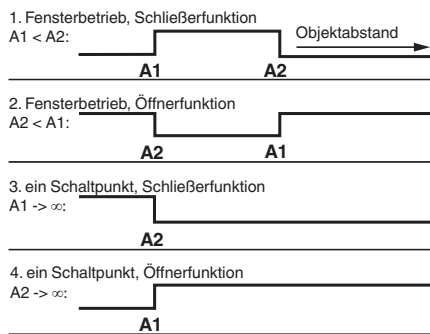 1. Fensterbetrieb, Schließerfunktion
A1 < A2:
Objektabstand
A1
A2
2. Fensterbetrieb, Öffnerfunktion
A2 < A1:
A2
A1
3. ein Schaltpunkt, Schließerfunktion
A1 -> ∞:
A2
4. ein Schaltpunkt, Öffnerfunktion
A2 -> ∞:
A1